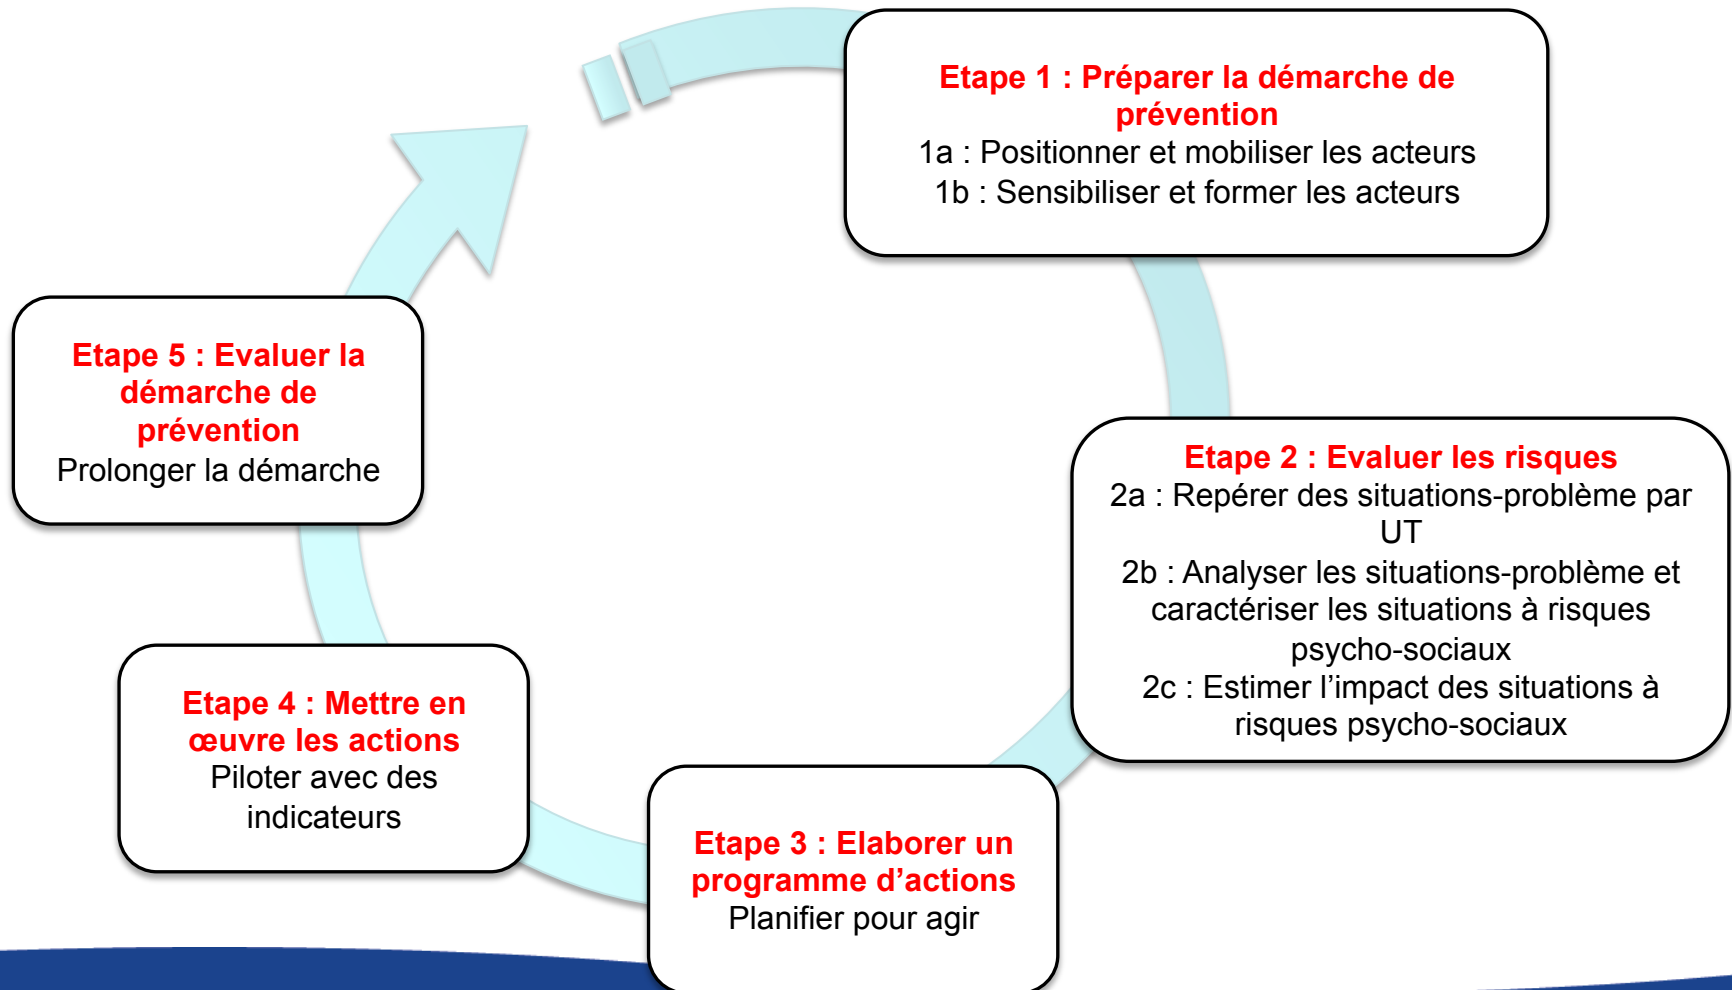 Etape 1 : Préparer la démarche de
prévention
1a : Positionner et mobiliser les acteurs
1b : Sensibiliser et former les acteurs
Etape 2 : Evaluer les risques
2a : Repérer des situations-problème par
UT
2b : Analyser les situations-problème et
caractériser les situations à risques
psycho-sociaux
2c : Estimer l’impact des situations à
risques psycho-sociaux
Etape 3 : Elaborer un
programme d’actions
Planifier pour agir
Etape 4 : Mettre en
œuvre les actions
Piloter avec des
indicateurs
Etape 5 : Evaluer la
démarche de
prévention
Prolonger la démarche